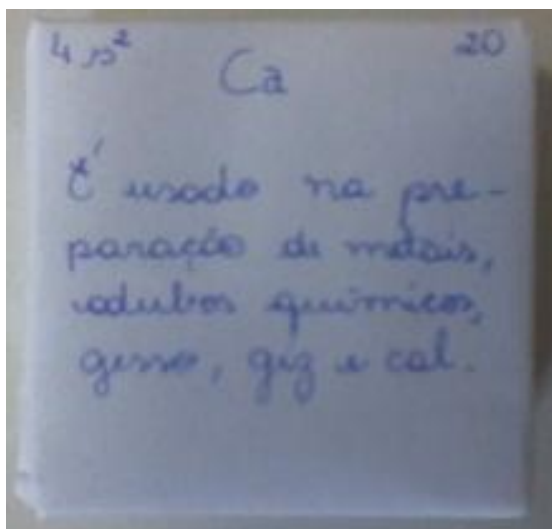 4s² 20
Ca
É usado na pre-
paração de metais,
adubos químicos,
gesso, giz e cal.